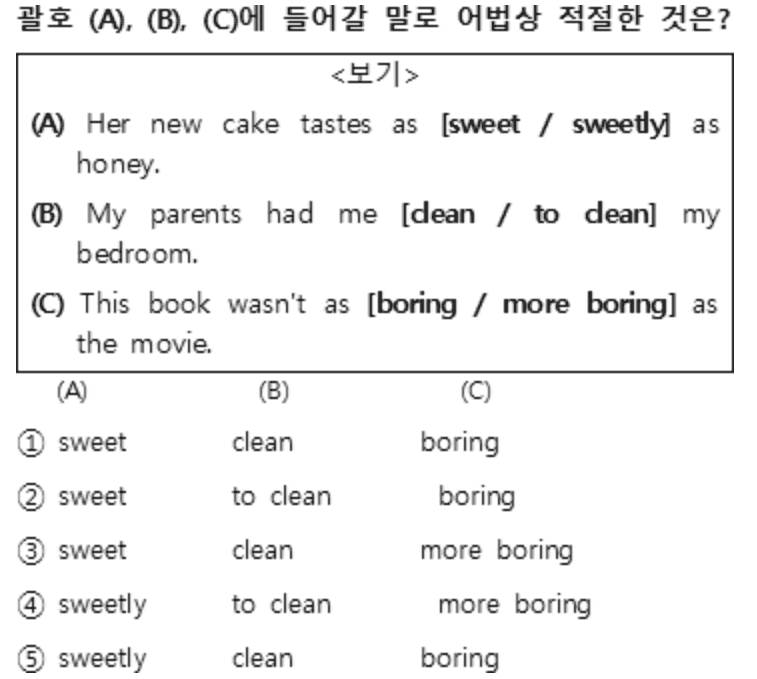 괄호 (A), (B), (C)에 들어갈 말로 어법상 적절한 것은?
<보기>
(A) Her new cake tastes as [sweet / sweetly] as
honey.
(B) My parents had me [clean / to clean] my
bedroom.
(C) This book wasn't as [boring / more boring] as
the movie.
(A) (B) (C)
① sweet clean boring
② sweet to clean boring
③ sweet clean more boring
④ sweetly to clean more boring
⑤ sweetly clean boring